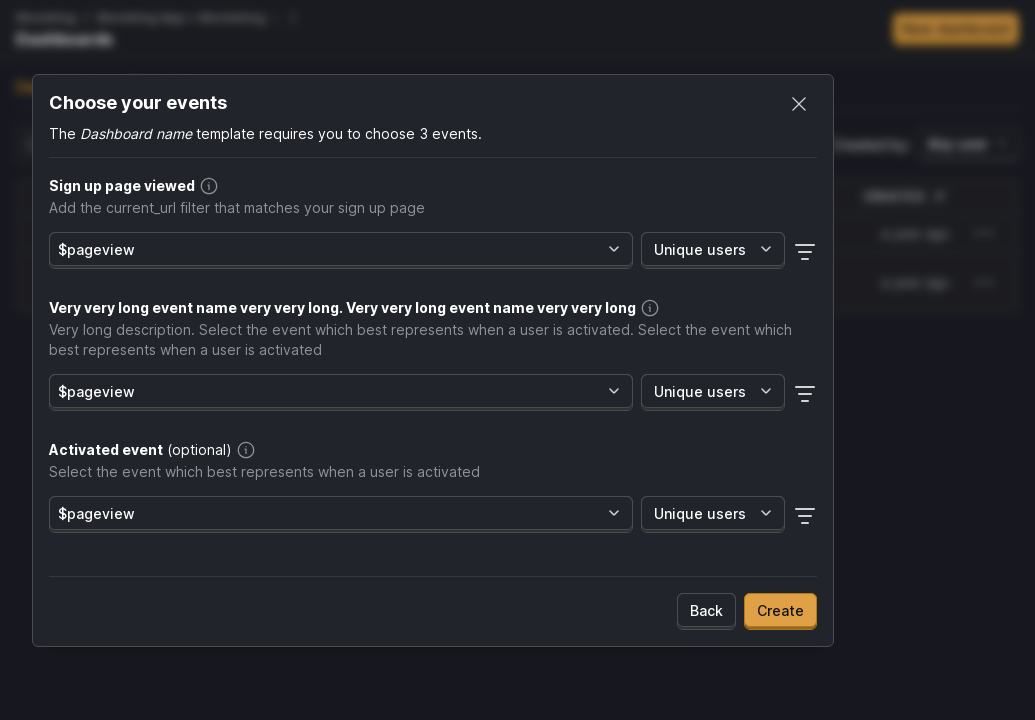 Dashboards
Choose your events
The Dashboard name template requires you to choose 3 events.
Sign up page viewed
Add the current_url filter that matches your sign up page
$pageview Unique users
Very very long event name very very long. Very very long event name very very long
Very long description. Select the event which best represents when a user is activated. Select the event which
best represents when a user is activated
$pageview Unique users
Activated event (optional)
Select the event which best represents when a user is activated
$pageview Unique users
Back Create